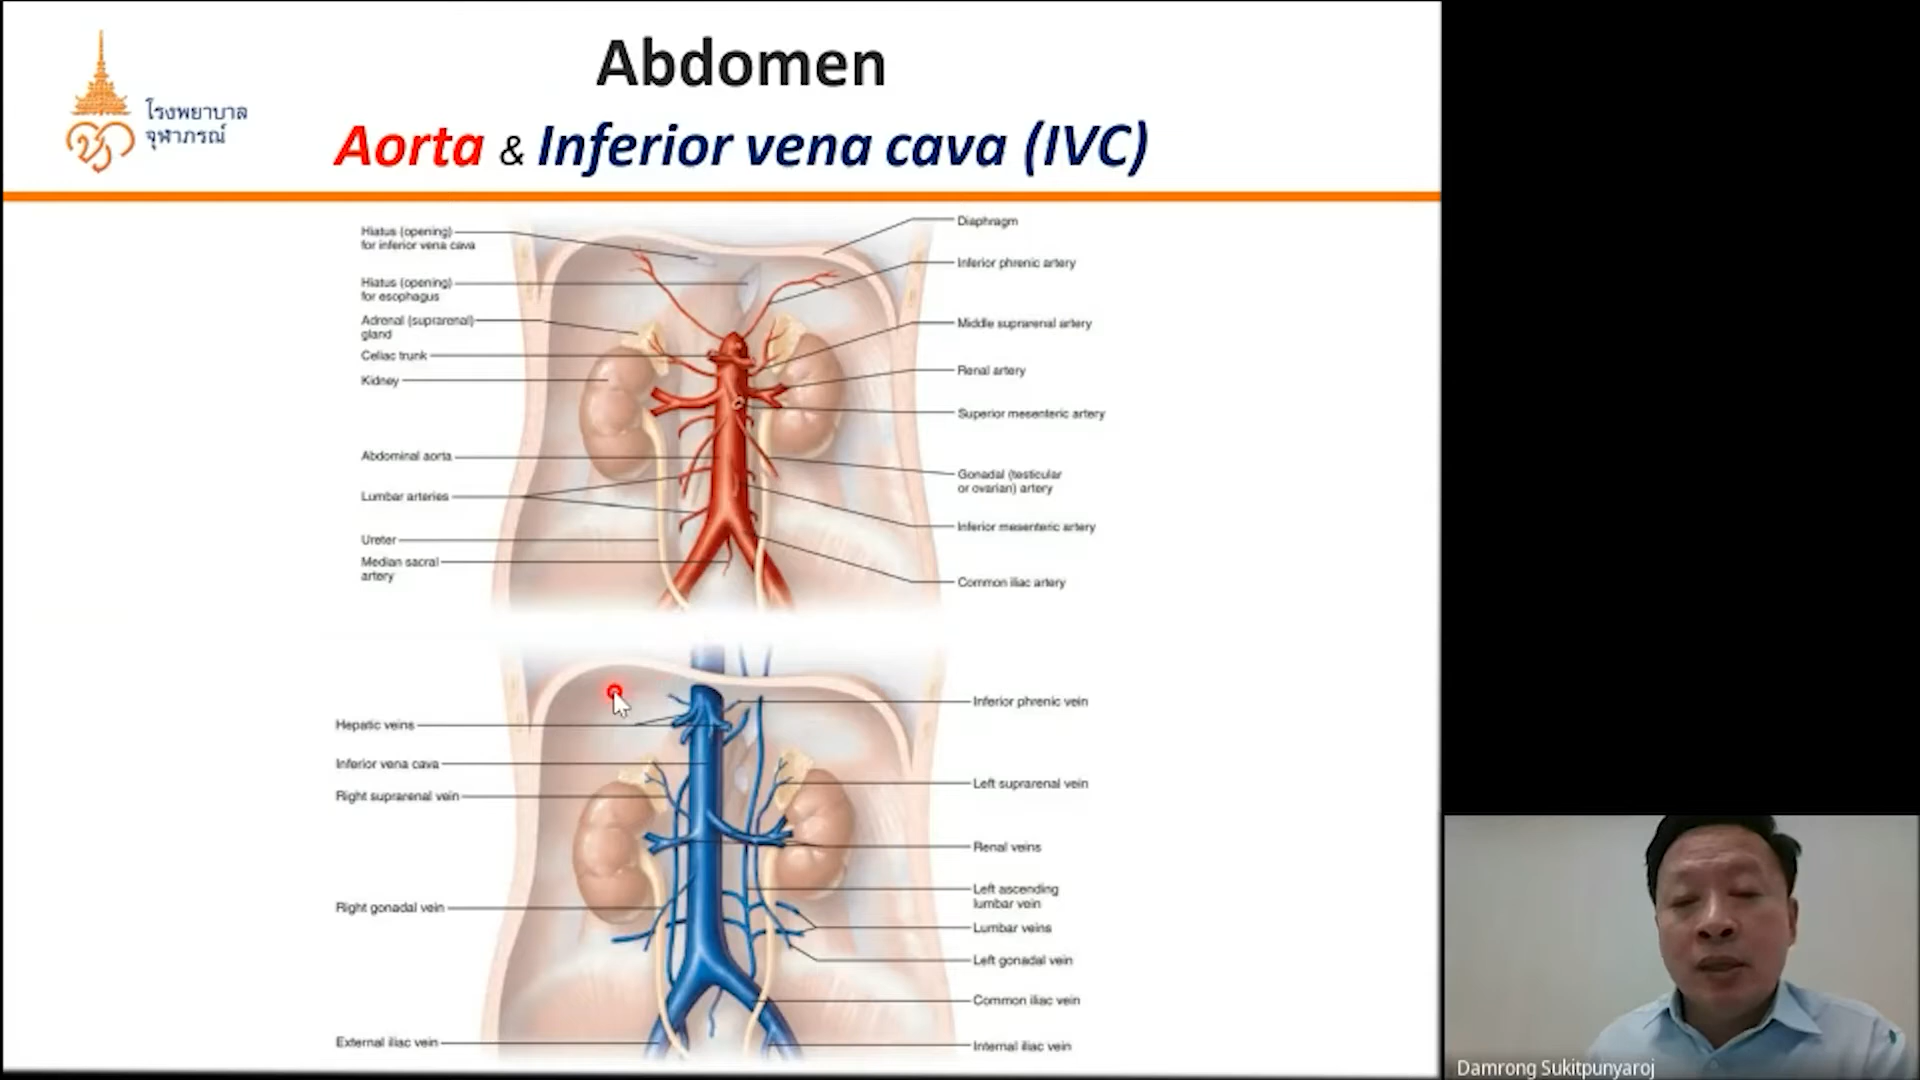 โรงพยาบาล
จุฬาภรณ์
Abdomen
Aorta & Inferior vena cava (IVC)
Hiatus (opening)
for inferior vena cava
Hiatus (opening)
for esophagus
Adrenal (suprarenal)
gland
Celiac trunk
Kidney
Abdominal aorta
Lumbar arteries
Ureter
Median sacral
artery
Diaphragm
Inferior phrenic artery
Middle suprarenal artery
Renal artery
Superior mesenteric artery
Gonadal (testicular
or ovarian) artery
Inferior mesenteric artery
Common iliac artery
Hepatic veins
Inferior vena cava
Right suprarenal vein
Right gonadal vein
External iliac vein
Inferior phrenic vein
Left suprarenal vein
Renal veins
Left ascending
lumbar vein
Lumbar veins
Left gonadal vein
Common iliac vein
Internal iliac vein
Damrong Sukitpunyaroj